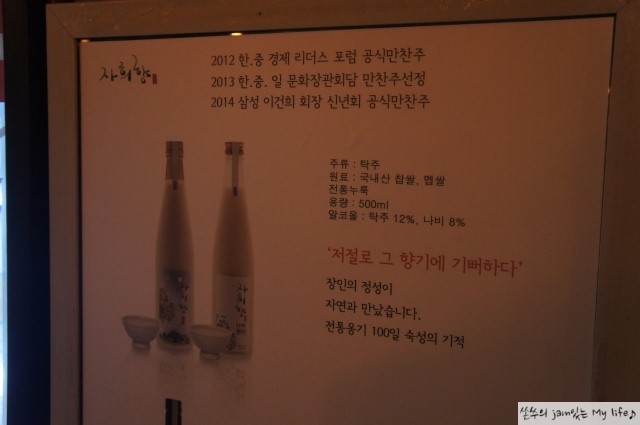 자희향
2012 한.중 경제 리더스 포럼 공식만찬주
2013 한.중. 일 문화장관회담 만찬주선정
2014 삼성 이건희 회장 신년회 공식만찬주
주류 : 탁주
원료 : 국내산 찹쌀, 멥쌀
전통누룩
용량 : 500ml
알코올 : 탁주 12%, 나비 8%
'저절로 그 향기에 기뻐하다'
장인의 정성이
자연과 만났습니다.
전통옹기 100일 숙성의 기적
자희향
쏜쑤의 jam있는 My life♪